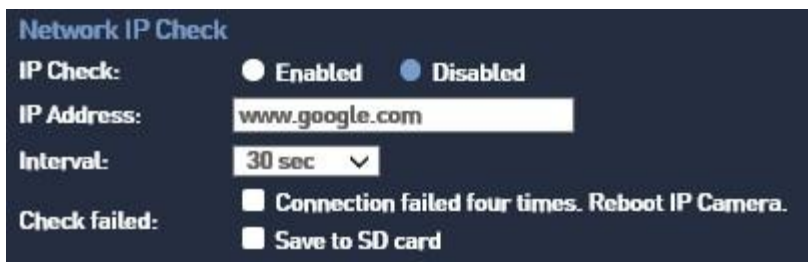 Network IP Check
IP Check: Enabled Disabled
IP Address: www.google.com
Interval: 30 sec
Connection failed four times. Reboot IP Camera.
Check failed:
Save to SD card